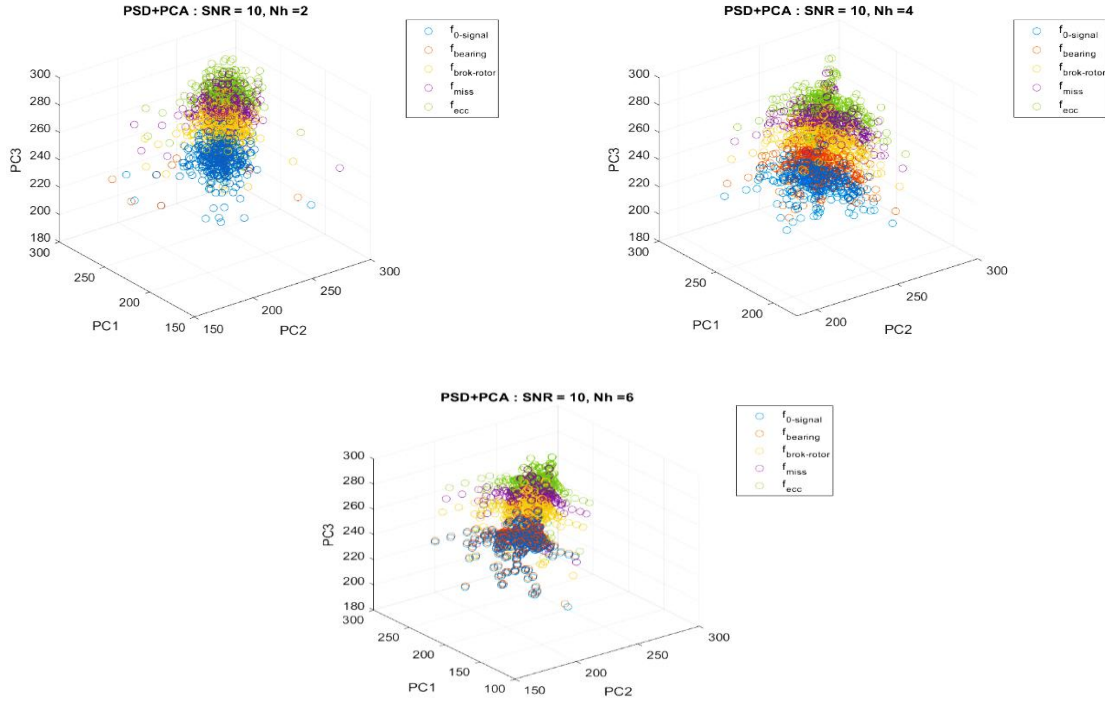 PSD+PCA : SNR = 10, Nh =2
f0-signal
fbearing
fbrok-rotor
fmiss
fecc
300
280
260
240
220
200
180
PC3
300
250
200
150
PC1
150
200
250
300
PC2
PSD+PCA : SNR = 10, Nh =4
f0-signal
fbearing
fbrok-rotor
fmiss
fecc
300
280
260
240
220
200
180
PC3
300
250
200
PC1
200
250
300
PC2
PSD+PCA : SNR = 10, Nh =6
f0-signal
fbearing
fbrok-rotor
fmiss
fecc
300
280
260
240
220
200
180
PC3
300
250
200
150
100
PC1
150
200
250
300
PC2